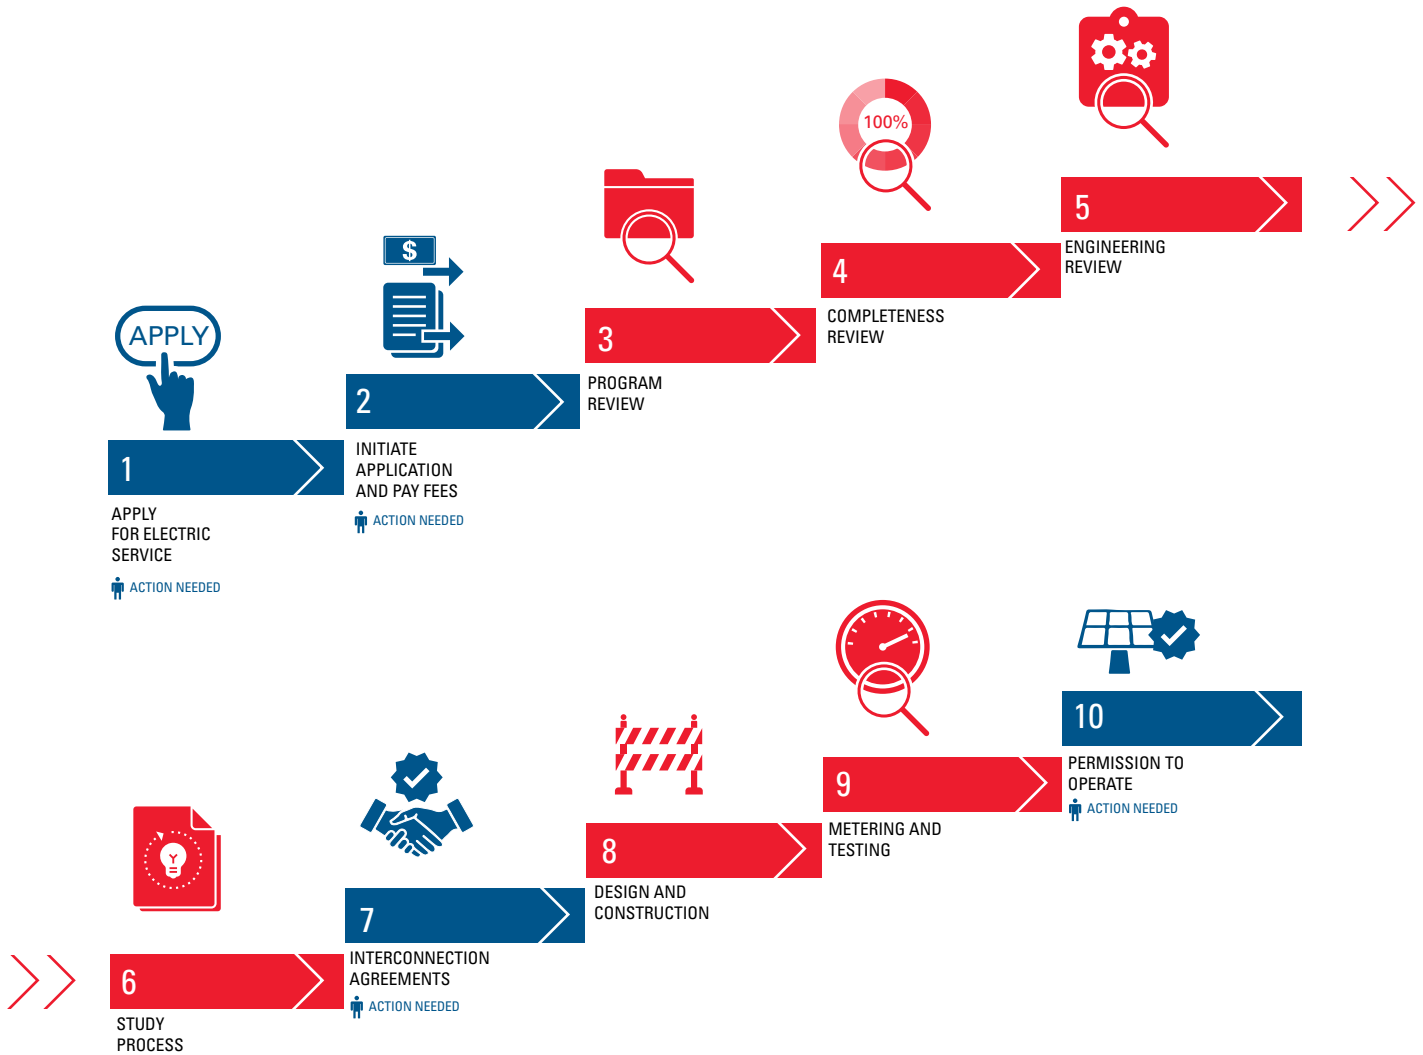 APPLY
1
APPLY
FOR ELECTRIC
SERVICE
ACTION NEEDED
$
2
INITIATE
APPLICATION
AND PAY FEES
ACTION NEEDED
3
PROGRAM
REVIEW
100%
4
COMPLETENESS
REVIEW
5
ENGINEERING
REVIEW
6
STUDY
PROCESS
7
INTERCONNECTION
AGREEMENTS
ACTION NEEDED
8
DESIGN AND
CONSTRUCTION
9
METERING AND
TESTING
10
PERMISSION TO
OPERATE
ACTION NEEDED